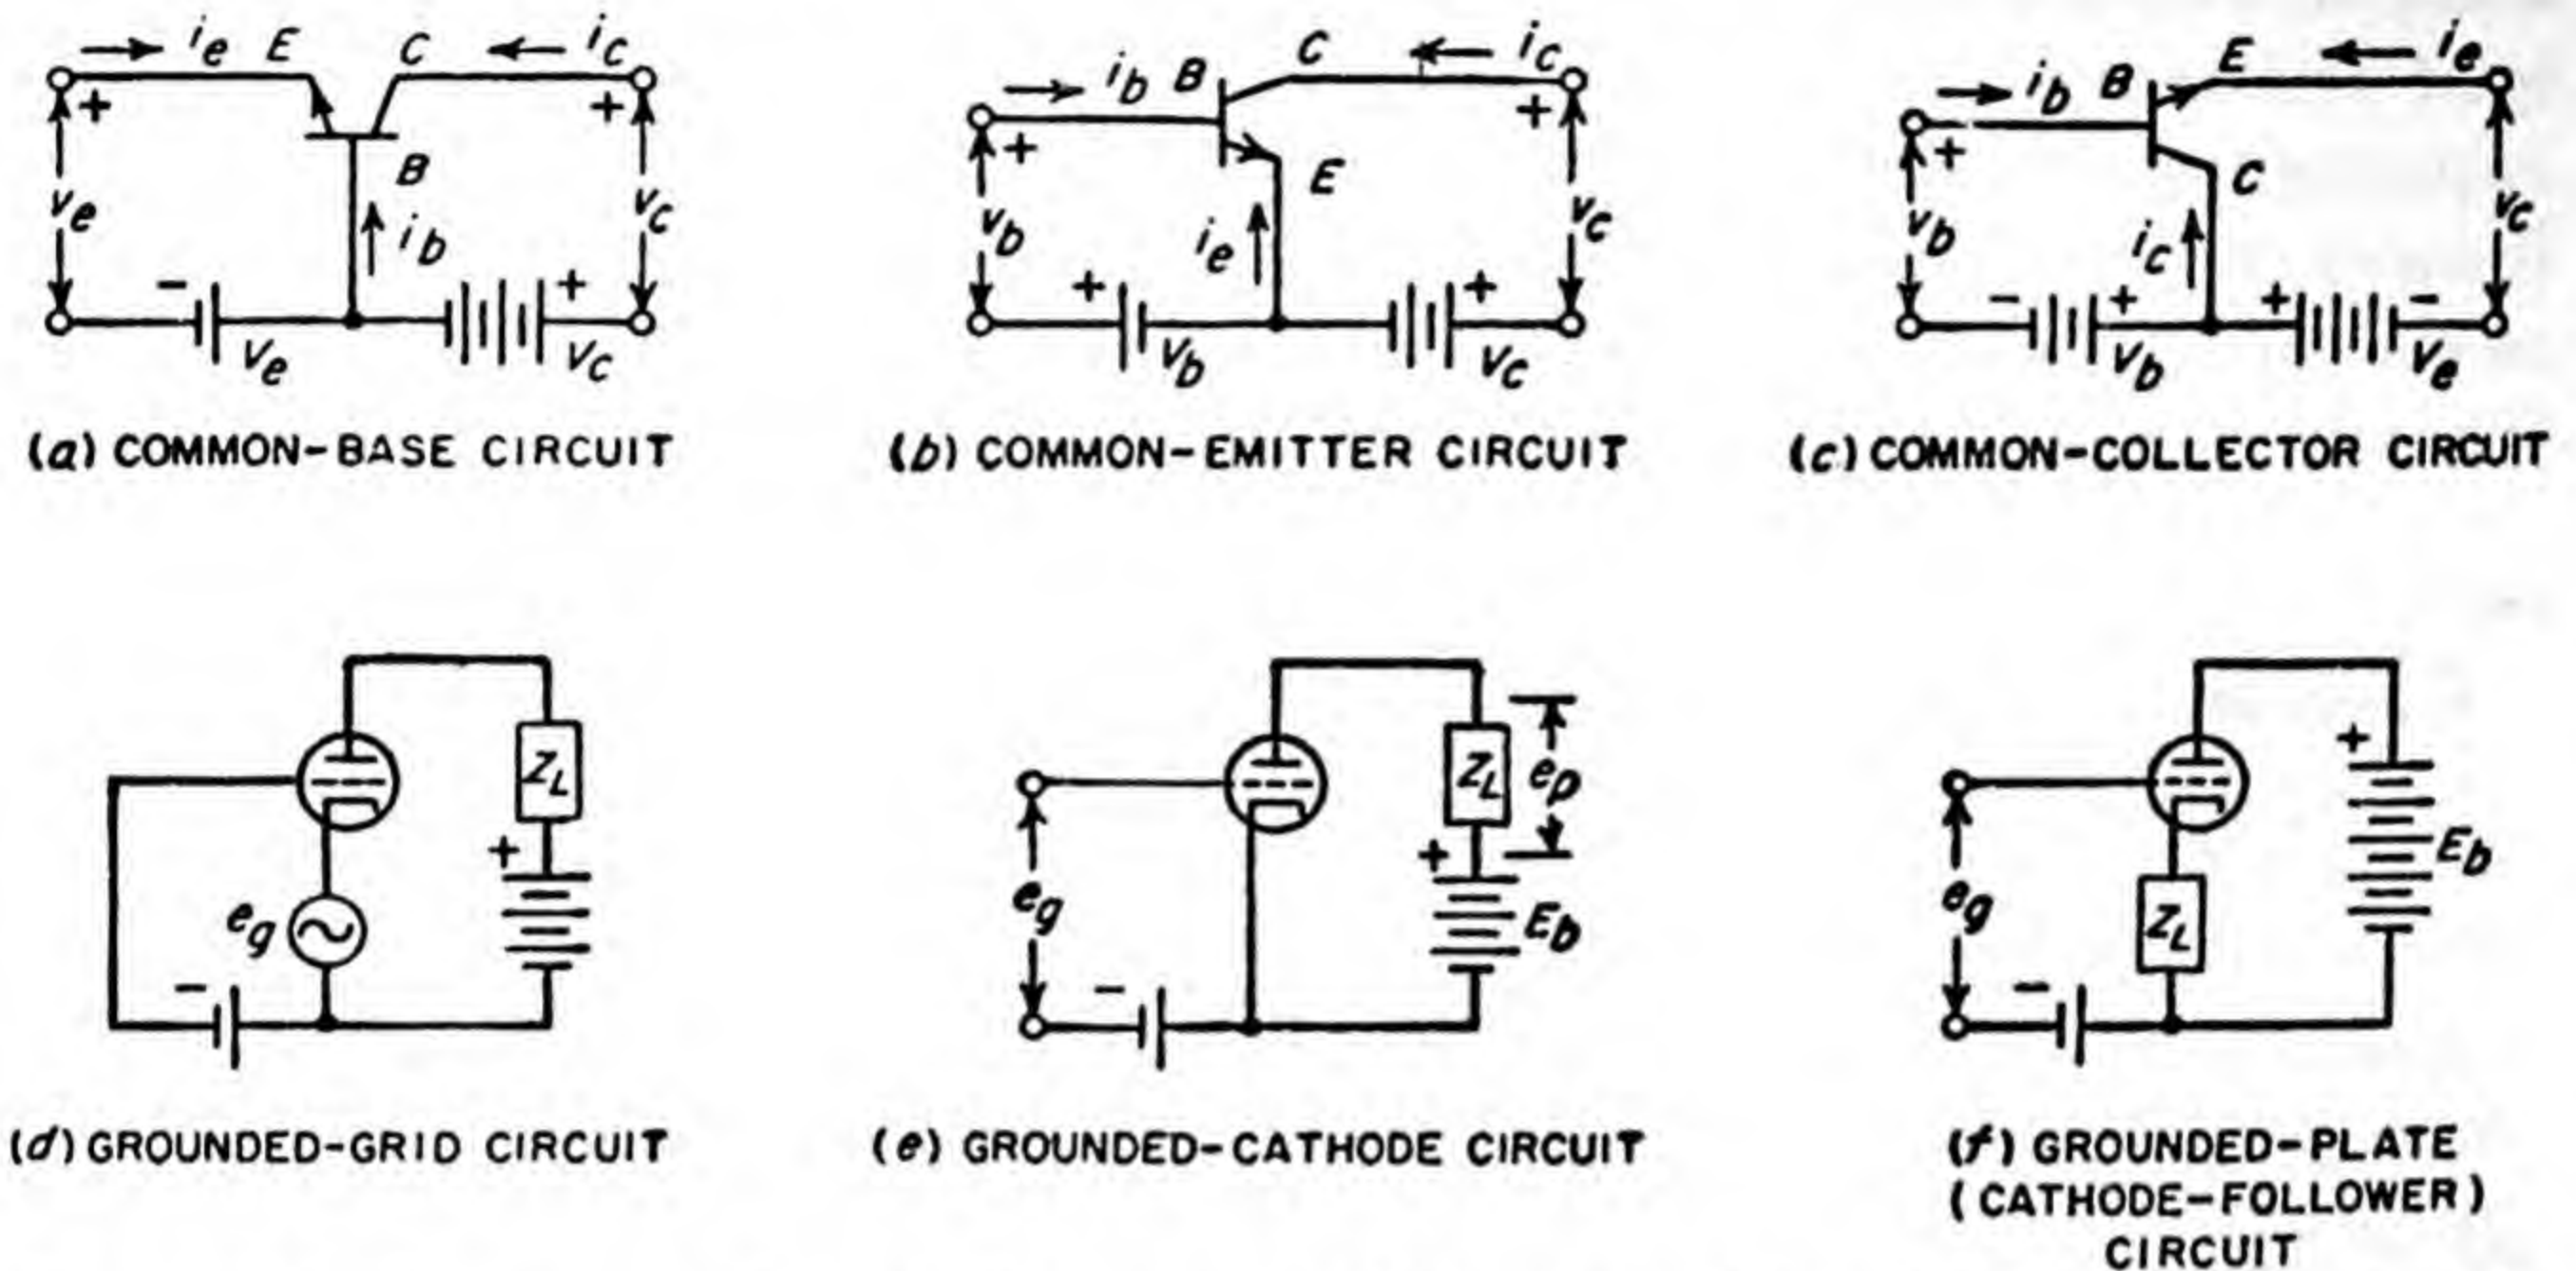 i_e E C i_c
+ +
B
v_e v_c
i_b
- +
V_e V_c
(a) COMMON-BASE CIRCUIT
i_b B C i_c
+ +
E
v_b v_c
i_e
+ +
V_b V_c
(b) COMMON-EMITTER CIRCUIT
i_b B E i_e
+
C
v_b v_c
i_c
- + + -
V_b V_e
(c) COMMON-COLLECTOR CIRCUIT
Z_L
+
e_g
-
(d) GROUNDED-GRID CIRCUIT
Z_L e_p
+
e_g E_b
-
(e) GROUNDED-CATHODE CIRCUIT
+
E_b
e_g Z_L
-
(f) GROUNDED-PLATE
(CATHODE-FOLLOWER)
CIRCUIT